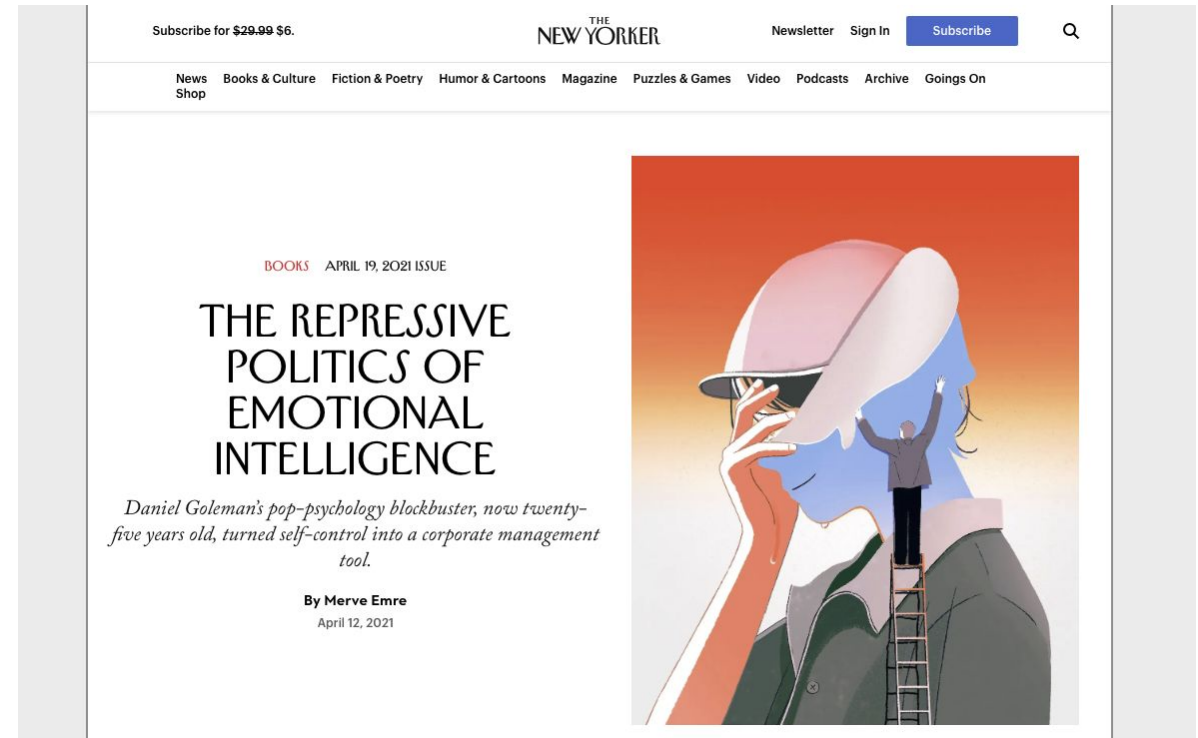 Subscribe for $29.99 $6.
THE
NEW YORKER
Newsletter
Sign In
Subscribe
News Books & Culture Fiction & Poetry Humor & Cartoons Magazine Puzzles & Games Video Podcasts Archive Goings On
Shop
BOOKS APRIL 19, 2021 ISSUE
THE REPRESSIVE
POLITICS OF
EMOTIONAL
INTELLIGENCE
Daniel Goleman's pop-psychology blockbuster, now twenty-
five years old, turned self-control into a corporate management
tool.
By Merve Emre
April 12, 2021